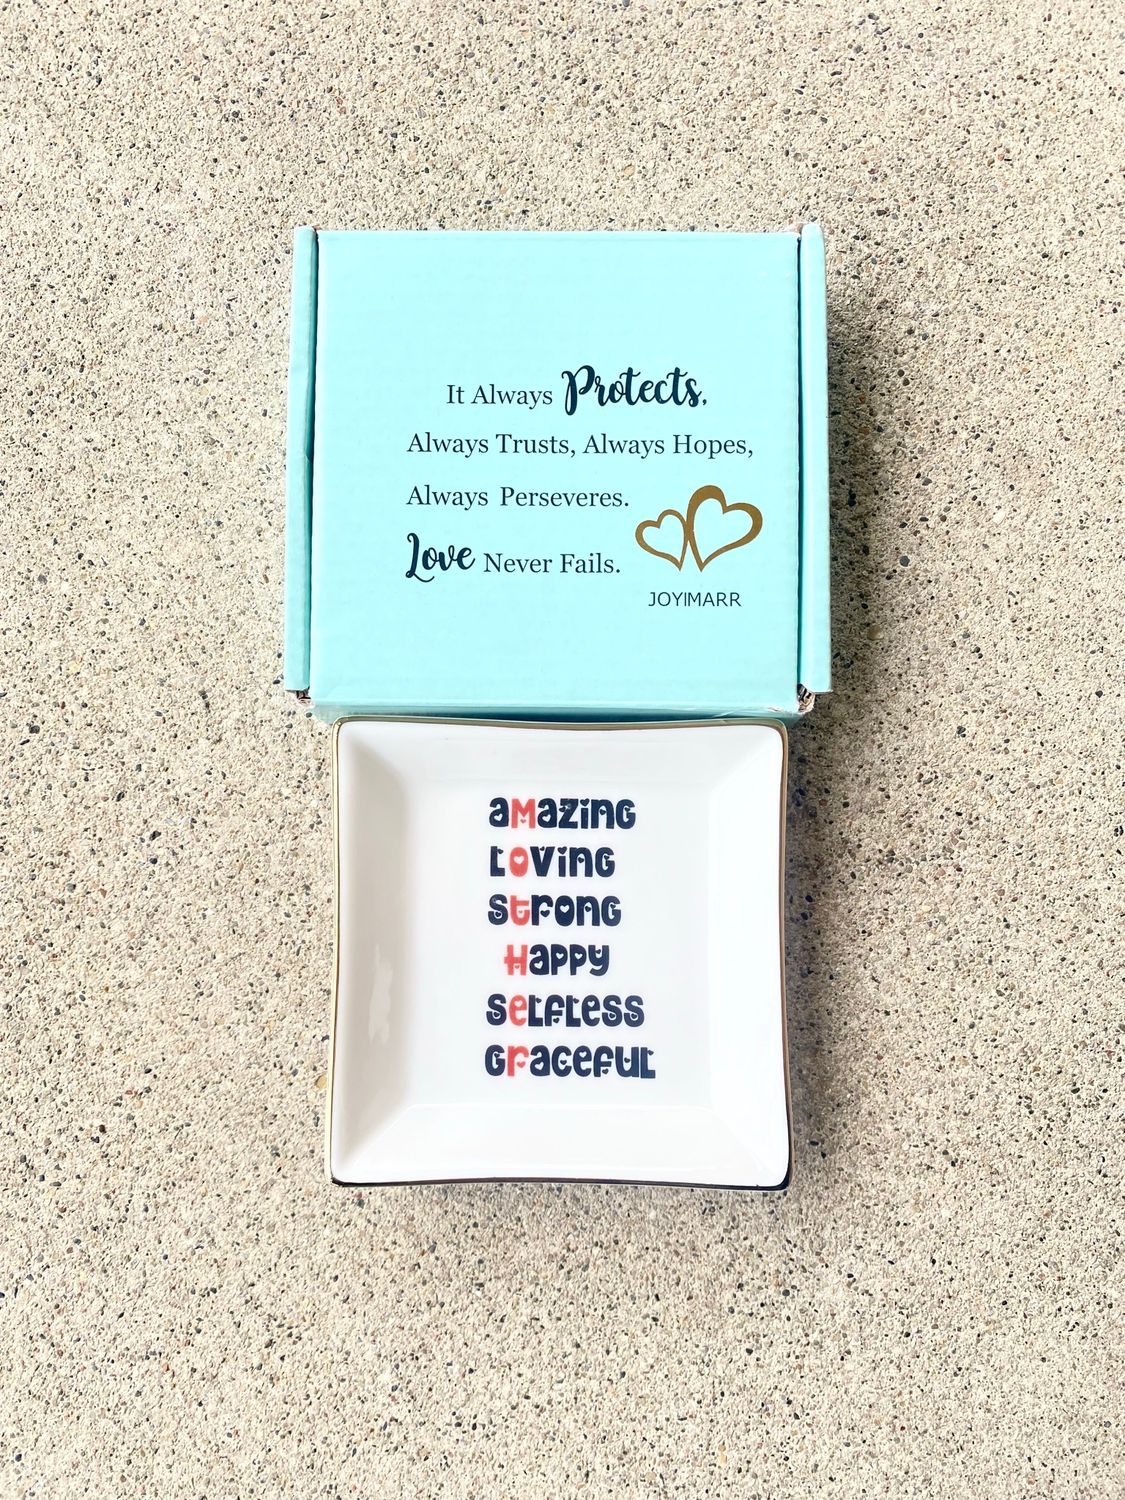 It Always Protects,
Always Trusts, Always Hopes,
Always Perseveres.
Love Never Fails.
JOYIMARR
aMazing
Loving
Strong
Happy
Selfless
Graceful